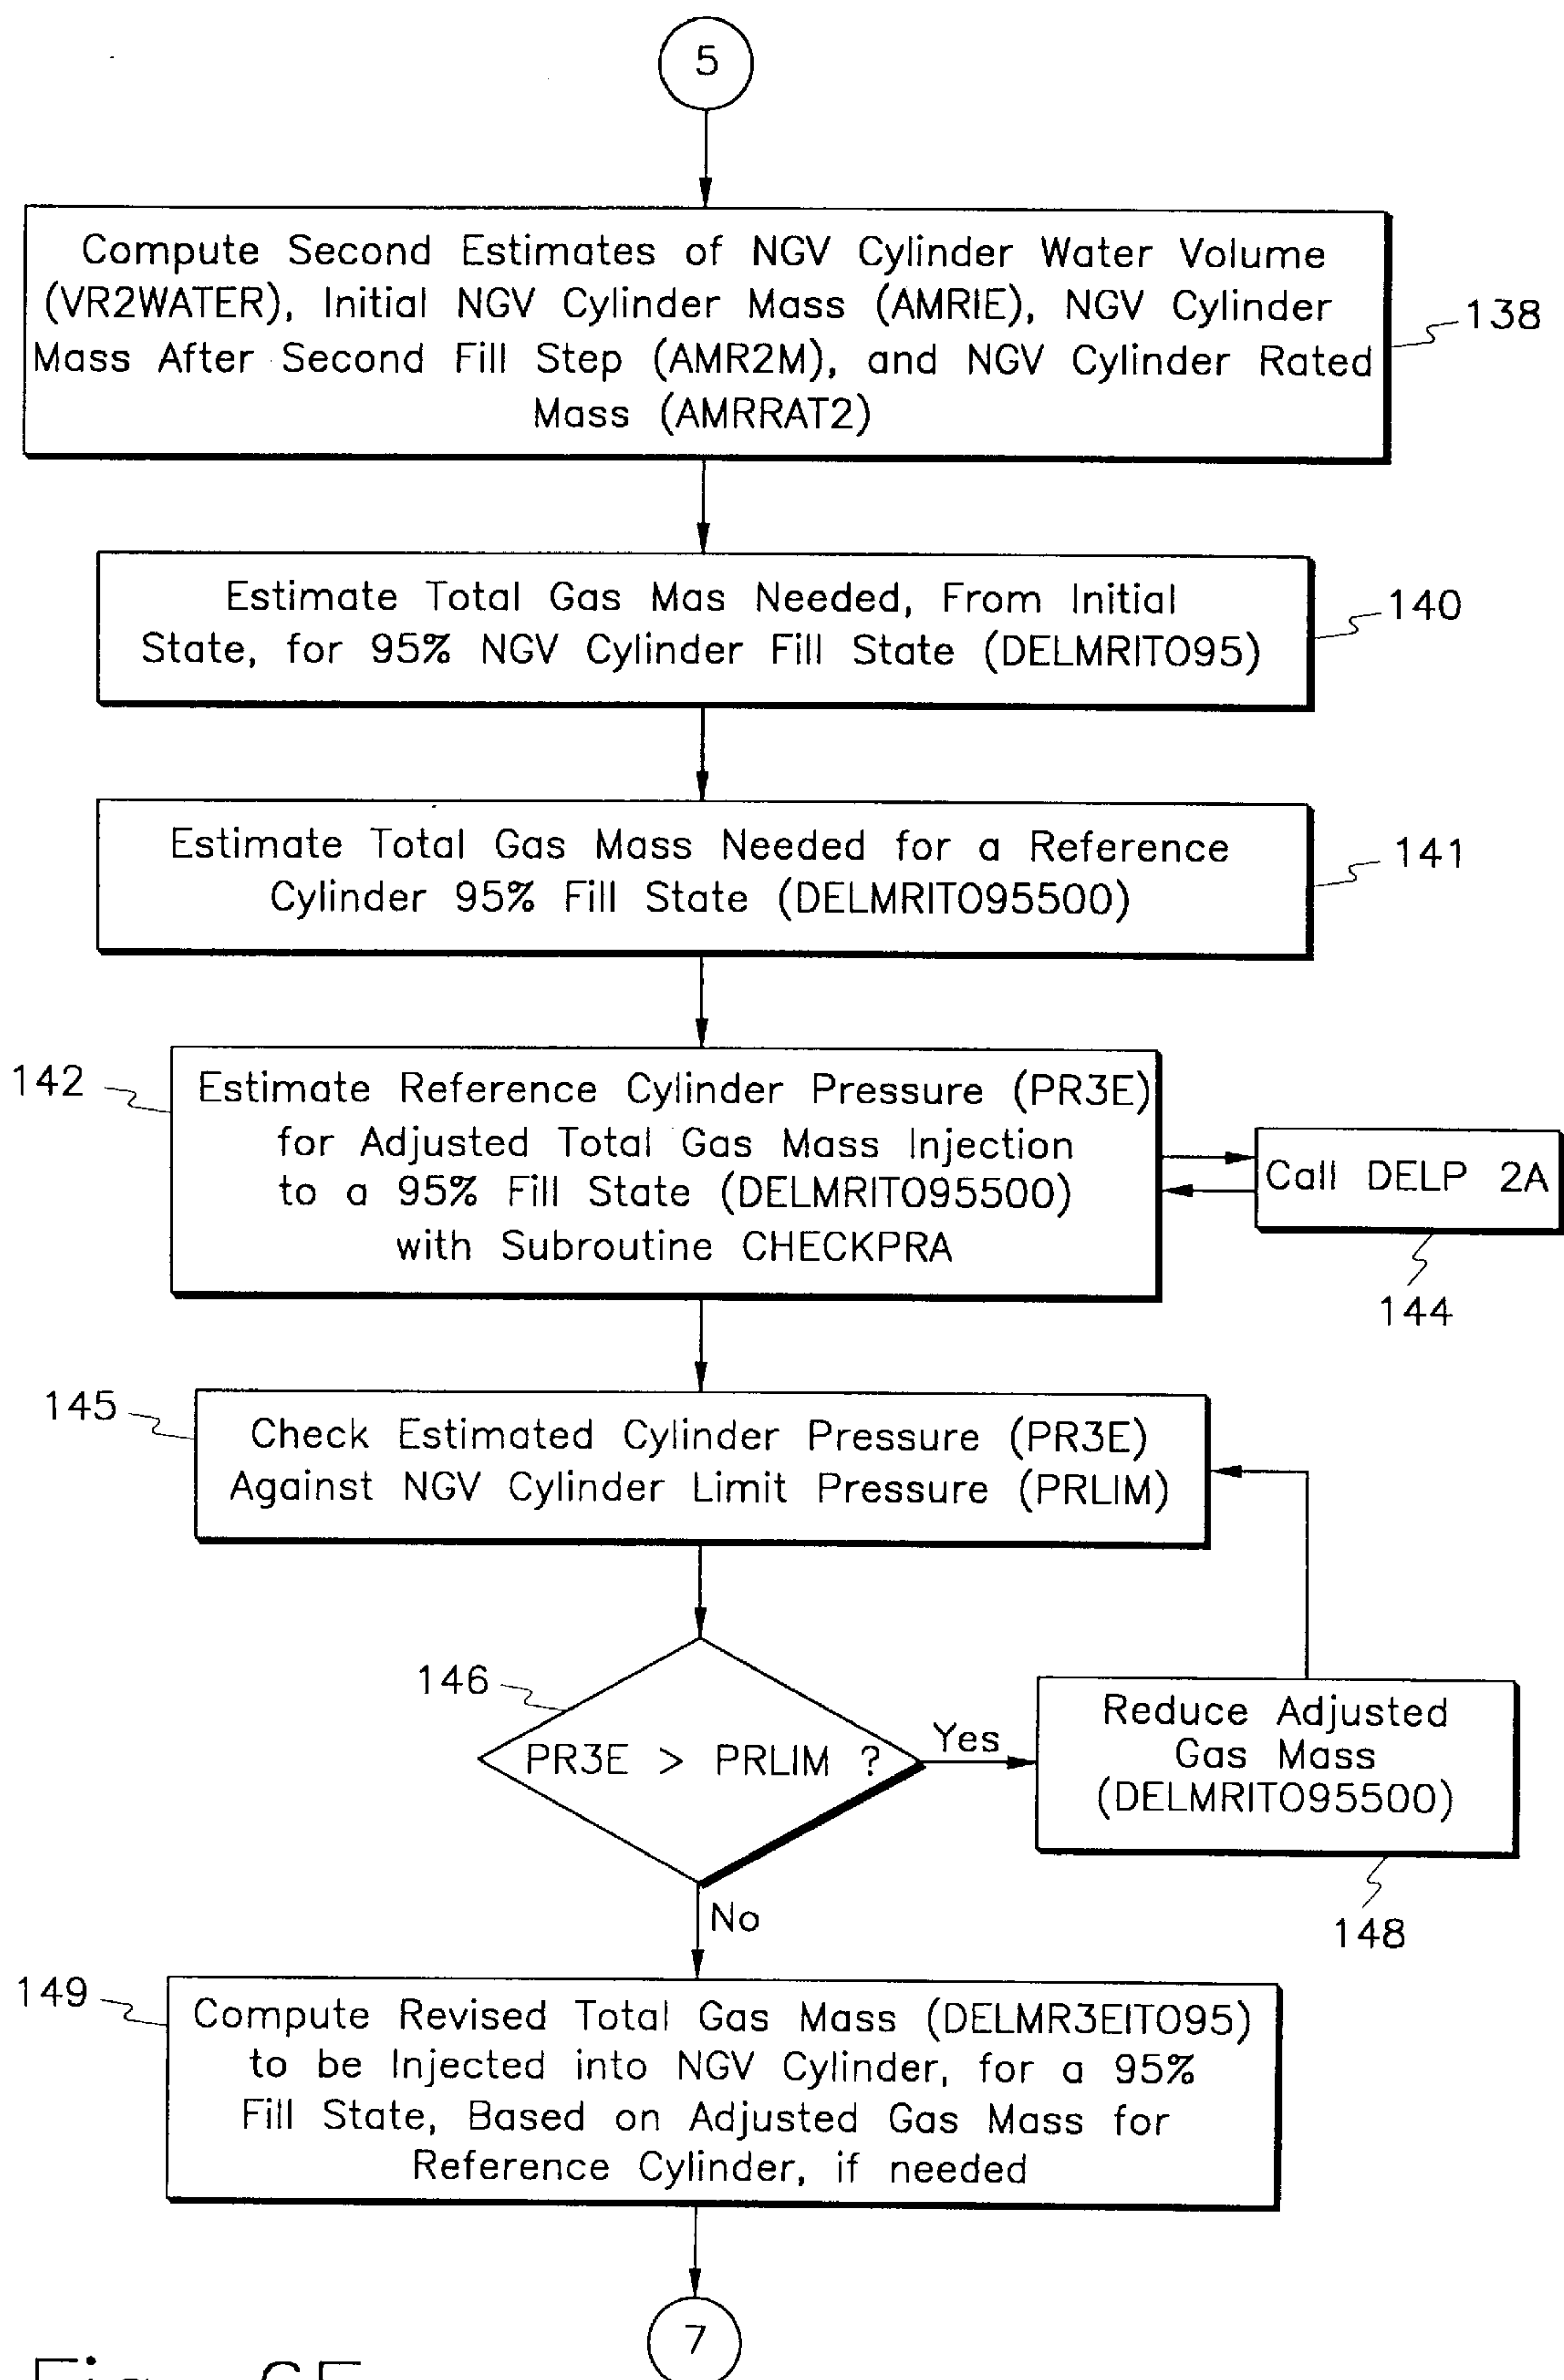 5
Compute Second Estimates of NGV Cylinder Water Volume
(VR2WATER), Initial NGV Cylinder Mass (AMRIE), NGV Cylinder
Mass After Second Fill Step (AMR2M), and NGV Cylinder Rated
Mass (AMRRAT2)
138
Estimate Total Gas Mas Needed, From Initial
State, for 95% NGV Cylinder Fill State (DELMRITO95)
140
Estimate Total Gas Mass Needed for a Reference
Cylinder 95% Fill State (DELMRITO95500)
141
142
Estimate Reference Cylinder Pressure (PR3E)
for Adjusted Total Gas Mass Injection
to a 95% Fill State (DELMRITO95500)
with Subroutine CHECKPRA
Call DELP 2A
144
145
Check Estimated Cylinder Pressure (PR3E)
Against NGV Cylinder Limit Pressure (PRLIM)
146
PR3E > PRLIM ?
Yes
Reduce Adjusted
Gas Mass
(DELMRITO95500)
148
No
149
Compute Revised Total Gas Mass (DELMR3EITO95)
to be Injected into NGV Cylinder, for a 95%
Fill State, Based on Adjusted Gas Mass for
Reference Cylinder, if needed
7